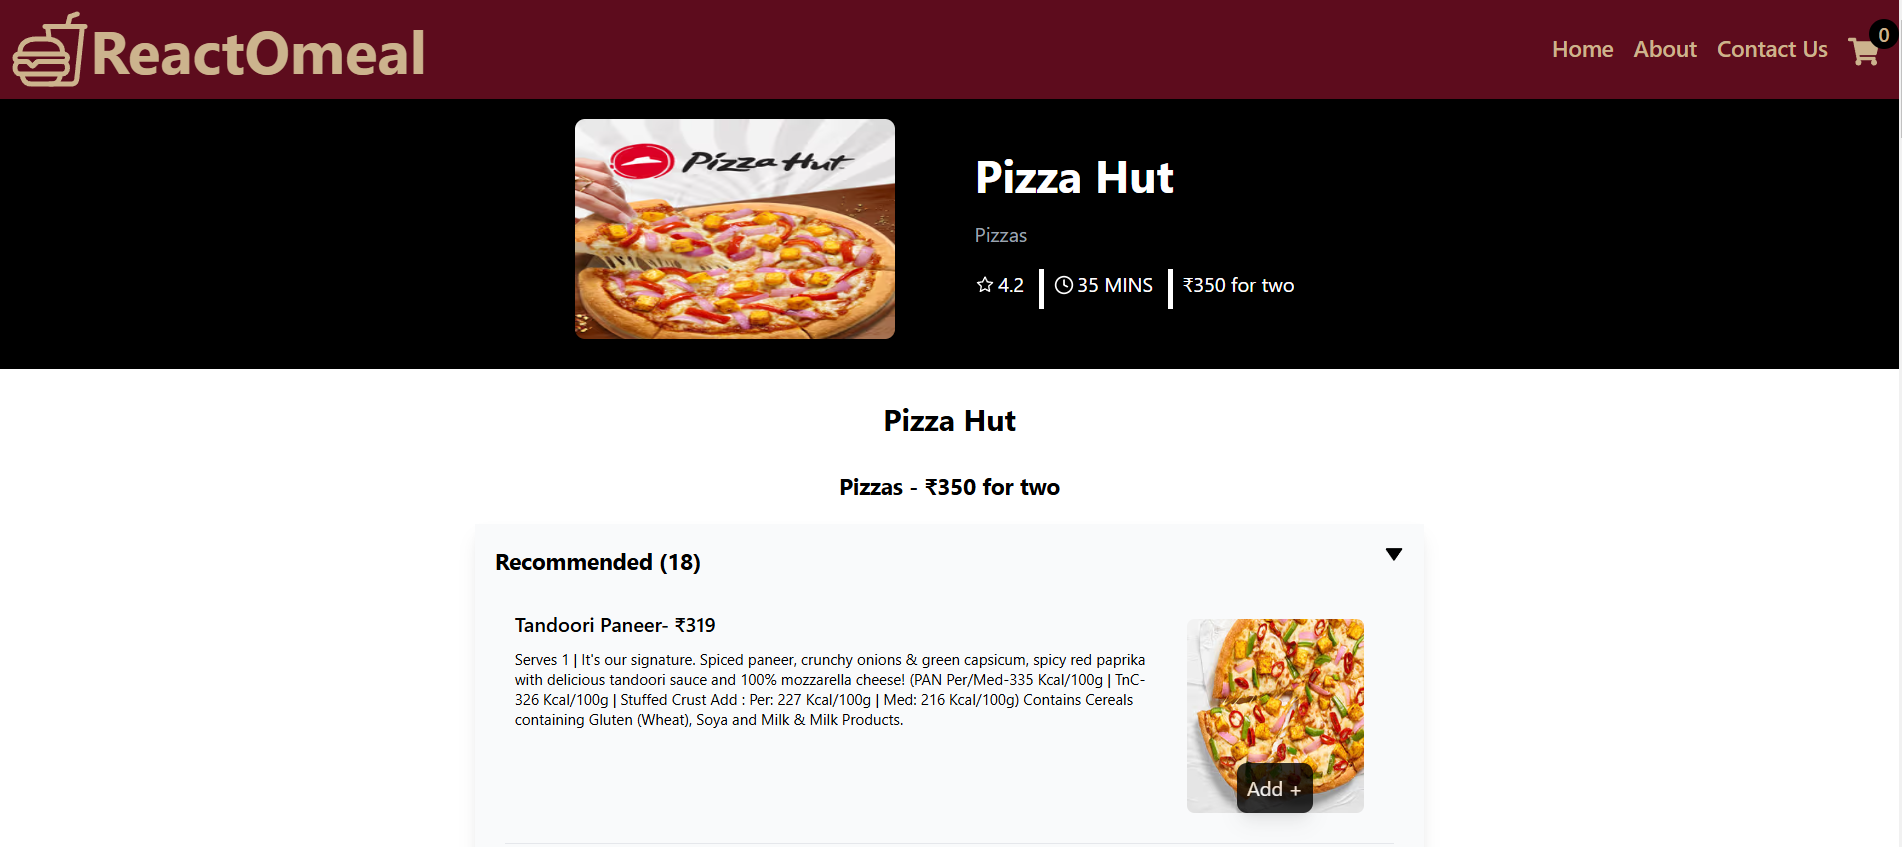 ReactOmeal
Home About Contact Us 0
Pizza Hut
Pizza Hut
Pizzas
4.2 35 MINS ₹350 for two
Pizza Hut
Pizzas - ₹350 for two
Recommended (18)
Tandoori Paneer- ₹319
Serves 1 | It's our signature. Spiced paneer, crunchy onions & green capsicum, spicy red paprika
with delicious tandoori sauce and 100% mozzarella cheese! (PAN Per/Med-335 Kcal/100g | TnC-
326 Kcal/100g | Stuffed Crust Add : Per: 227 Kcal/100g | Med: 216 Kcal/100g) Contains Cereals
containing Gluten (Wheat), Soya and Milk & Milk Products.
Add +